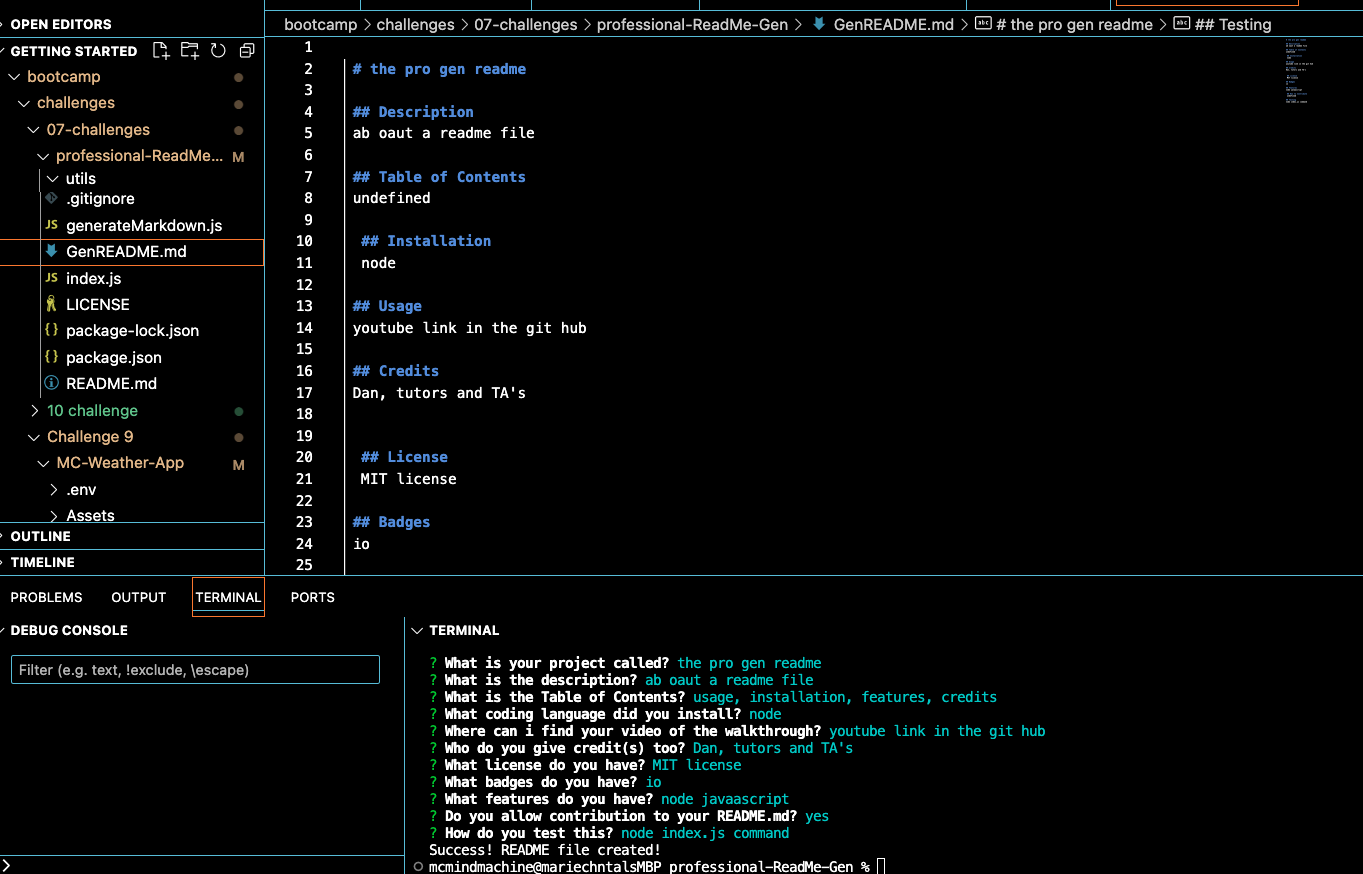 OPEN EDITORS
GETTING STARTED
bootcamp
challenges
07-challenges
professional-ReadMe... M
utils
.gitignore
JS generateMarkdown.js
GenREADME.md
JS index.js
LICENSE
{} package-lock.json
{} package.json
README.md
10 challenge
Challenge 9
MC-Weather-App M
.env
Assets
OUTLINE
TIMELINE
bootcamp > challenges > 07-challenges > professional-ReadMe-Gen > GenREADME.md > abc # the pro gen readme > abc ## Testing
1
2 # the pro gen readme
3
4 ## Description
5 ab oaut a readme file
6
7 ## Table of Contents
8 undefined
9
10 ## Installation
11 node
12
13 ## Usage
14 youtube link in the git hub
15
16 ## Credits
17 Dan, tutors and TA's
18
19
20 ## License
21 MIT license
22
23 ## Badges
24 io
25
PROBLEMS OUTPUT TERMINAL PORTS
DEBUG CONSOLE
Filter (e.g. text, !exclude, \escape)
TERMINAL
? What is your project called? the pro gen readme
? What is the description? ab oaut a readme file
? What is the Table of Contents? usage, installation, features, credits
? What coding language did you install? node
? Where can i find your video of the walkthrough? youtube link in the git hub
? Who do you give credit(s) too? Dan, tutors and TA's
? What license do you have? MIT license
? What badges do you have? io
? What features do you have? node javaascript
? Do you allow contribution to your README.md? yes
? How do you test this? node index.js command
Success! README file created!
mcmindmachine@mariechntalsMBP professional-ReadMe-Gen %